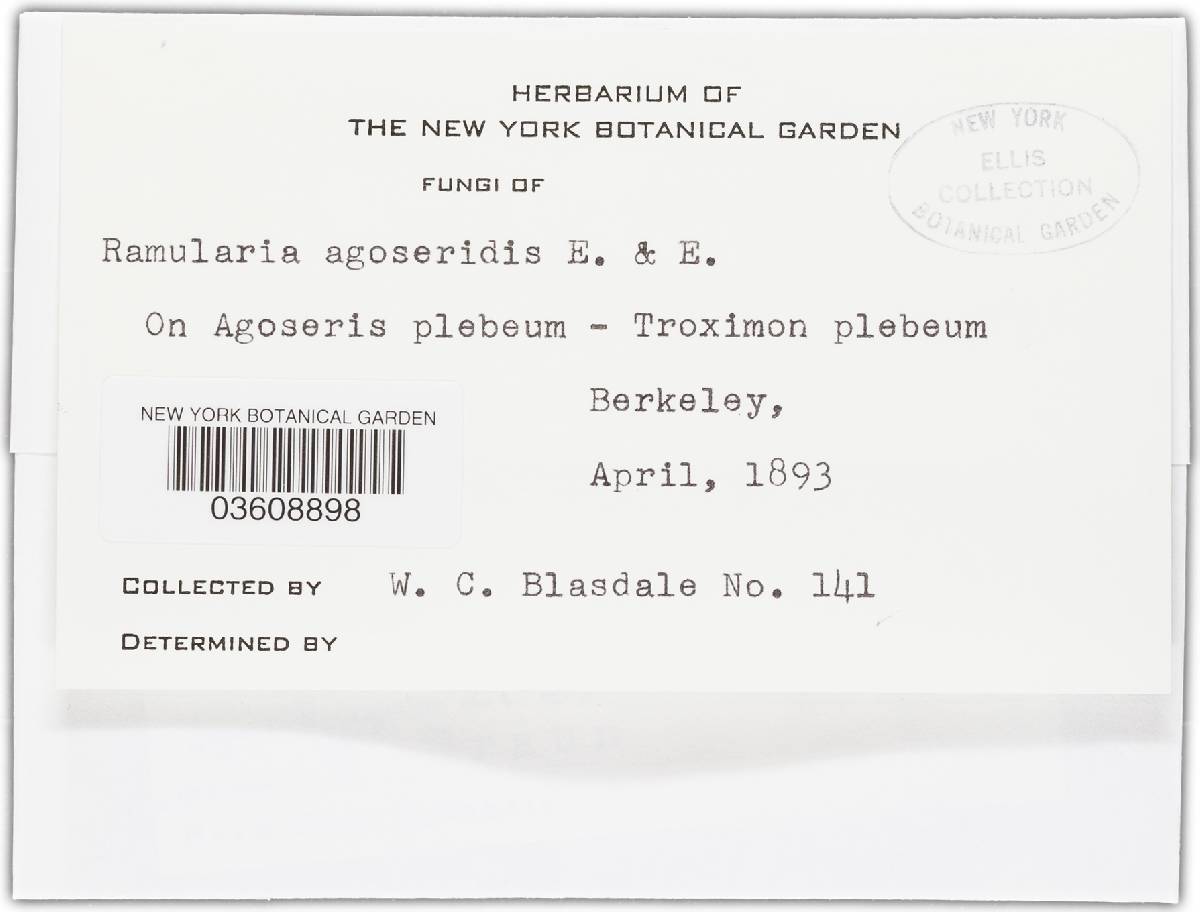 HERBARIUM OF
THE NEW YORK BOTANICAL GARDEN
FUNGI OF
NEW YORK
ELLIS
COLLECTION
BOTANICAL GARDEN
Ramularia agoseridis E. & E.
On Agoseris plebeum - Troximon plebeum
Berkeley,
April, 1893
NEW YORK BOTANICAL GARDEN
03608898
COLLECTED BY W. C. Blasdale No. 141
DETERMINED BY